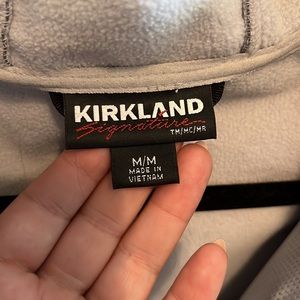 KIRKLAND
Signature
TM/MC/MR
M/M
MADE IN
VIETNAM